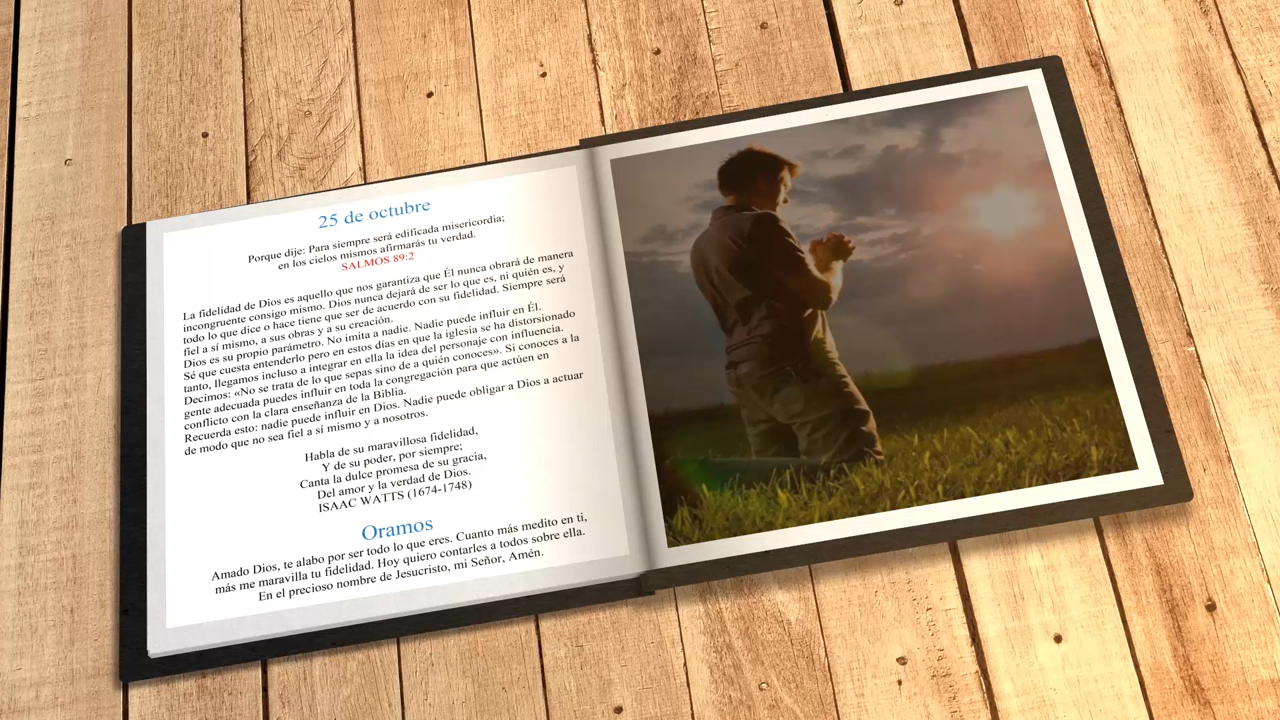 25 de octubre
Porque dije: Para siempre será edificada misericordia;
en los cielos mismos afirmarás tu verdad.
SALMOS 89:2
La fidelidad de Dios es aquello que nos garantiza que Él nunca obrará de manera
incongruente consigo mismo. Dios nunca dejará de ser lo que es, ni quién es, y
todo lo que dice o hace tiene que ser de acuerdo con su fidelidad. Siempre será
fiel a sí mismo, a sus obras y a su creación.
Dios es su propio parámetro. No imita a nadie. Nadie puede influir en Él.
Sé que cuesta entenderlo pero en estos días en que la iglesia se ha distorsionado
tanto, llegamos incluso a integrar en ella la idea del personaje con influencia.
Decimos: «No se trata de lo que sepas sino de a quién conoces». Si conoces a la
gente adecuada puedes influir en toda la congregación para que actúen en
conflicto con la clara enseñanza de la Biblia.
Recuerda esto: nadie puede influir en Dios. Nadie puede obligar a Dios a actuar
de modo que no sea fiel a sí mismo y a nosotros.
Habla de su maravillosa fidelidad,
Y de su poder, por siempre;
Canta la dulce promesa de su gracia,
Del amor y la verdad de Dios.
ISAAC WATTS (1674-1748)
Oramos
Amado Dios, te alabo por ser todo lo que eres. Cuanto más medito en ti,
más me maravilla tu fidelidad. Hoy quiero contarles a todos sobre ella.
En el precioso nombre de Jesucristo, mi Señor, Amén.